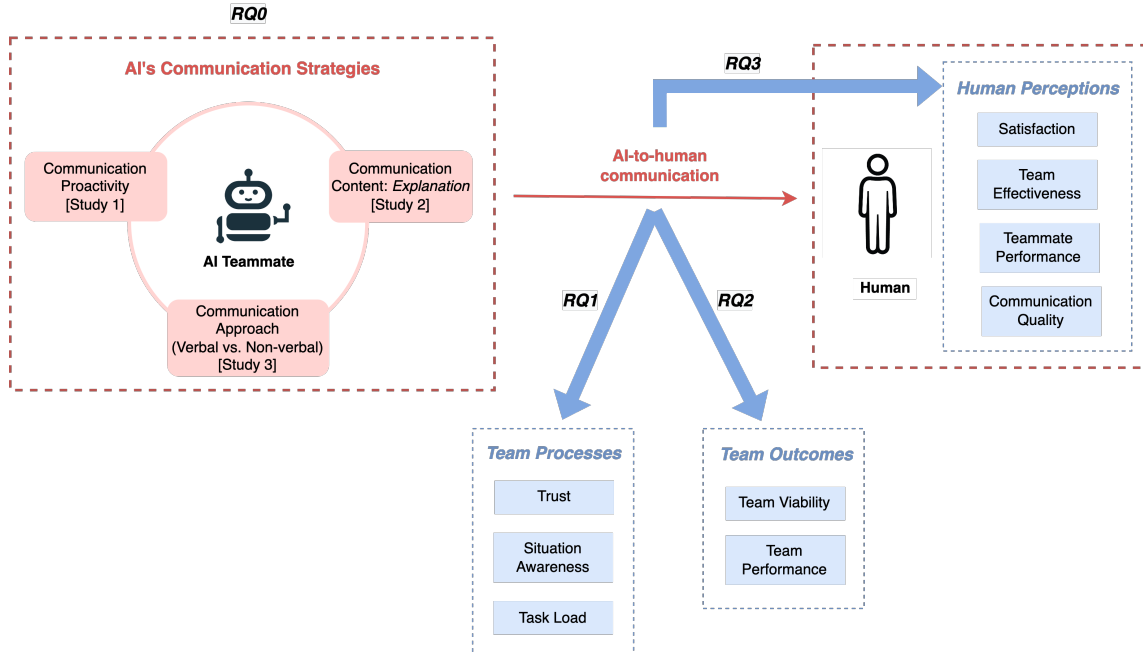 RQ0
AI's Communication Strategies
Communication
Proactivity
[Study 1]
Communication
Content: Explanation
[Study 2]
AI Teammate
Communication
Approach
(Verbal vs. Non-verbal)
[Study 3]
AI-to-human
communication
RQ3
RQ1
RQ2
Human
Human Perceptions
Satisfaction
Team
Effectiveness
Teammate
Performance
Communication
Quality
Team Processes
Trust
Situation
Awareness
Task Load
Team Outcomes
Team Viability
Team
Performance